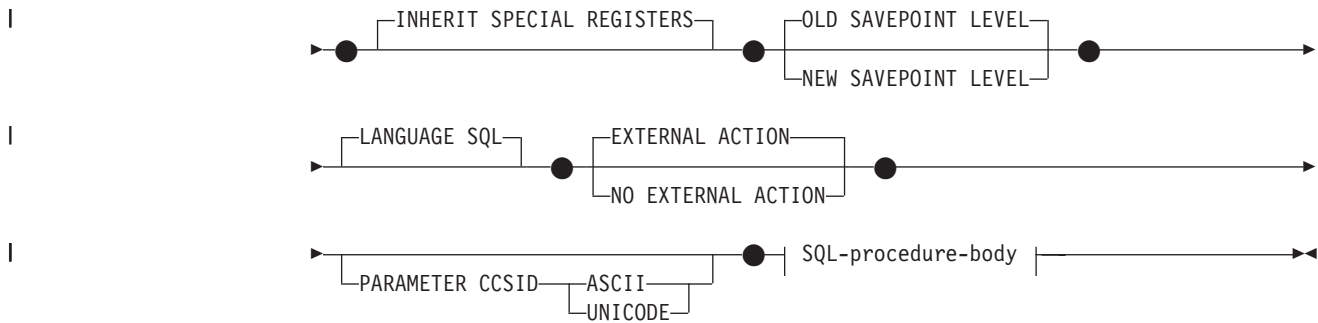 INHERIT SPECIAL REGISTERS OLD SAVEPOINT LEVEL
NEW SAVEPOINT LEVEL
LANGUAGE SQL EXTERNAL ACTION
NO EXTERNAL ACTION
SQL-procedure-body
PARAMETER CCSID ASCII
UNICODE